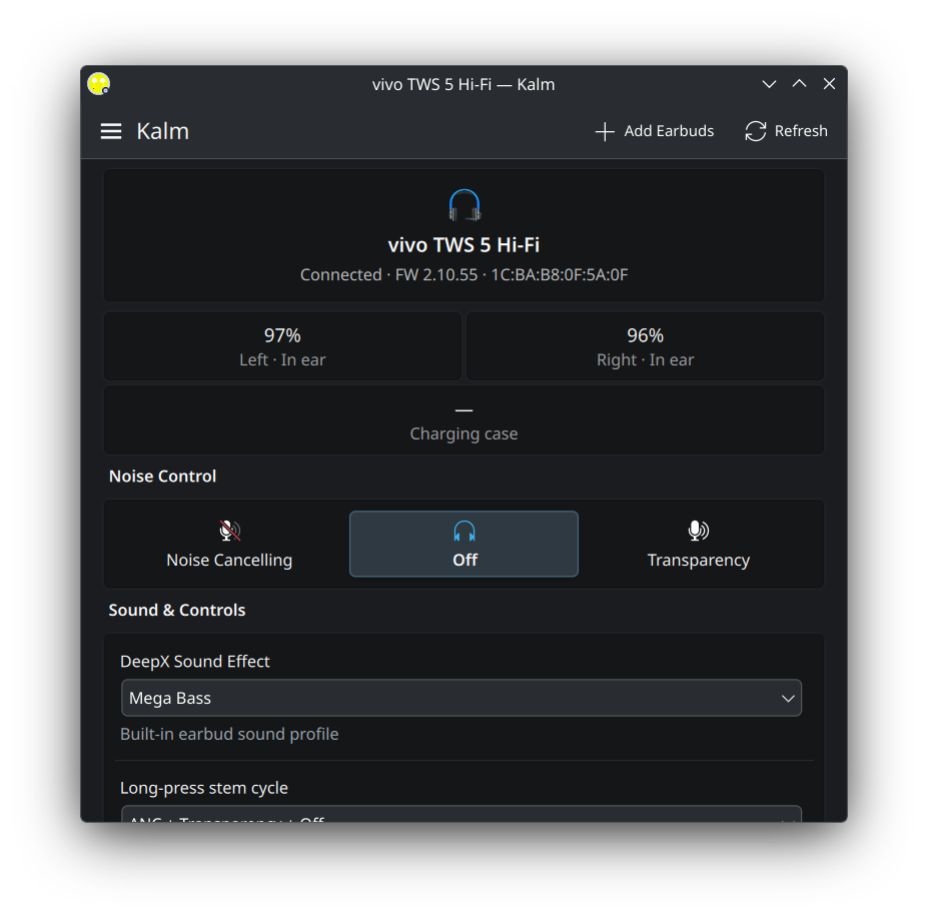 vivo TWS 5 Hi-Fi — Kalm
Kalm
Add Earbuds
Refresh
vivo TWS 5 Hi-Fi
Connected · FW 2.10.55 · 1C:BA:B8:0F:5A:0F
97%
Left · In ear
96%
Right · In ear
—
Charging case
Noise Control
Noise Cancelling
Off
Transparency
Sound & Controls
DeepX Sound Effect
Mega Bass
Built-in earbud sound profile
Long-press stem cycle
ANC + Transparency + Off